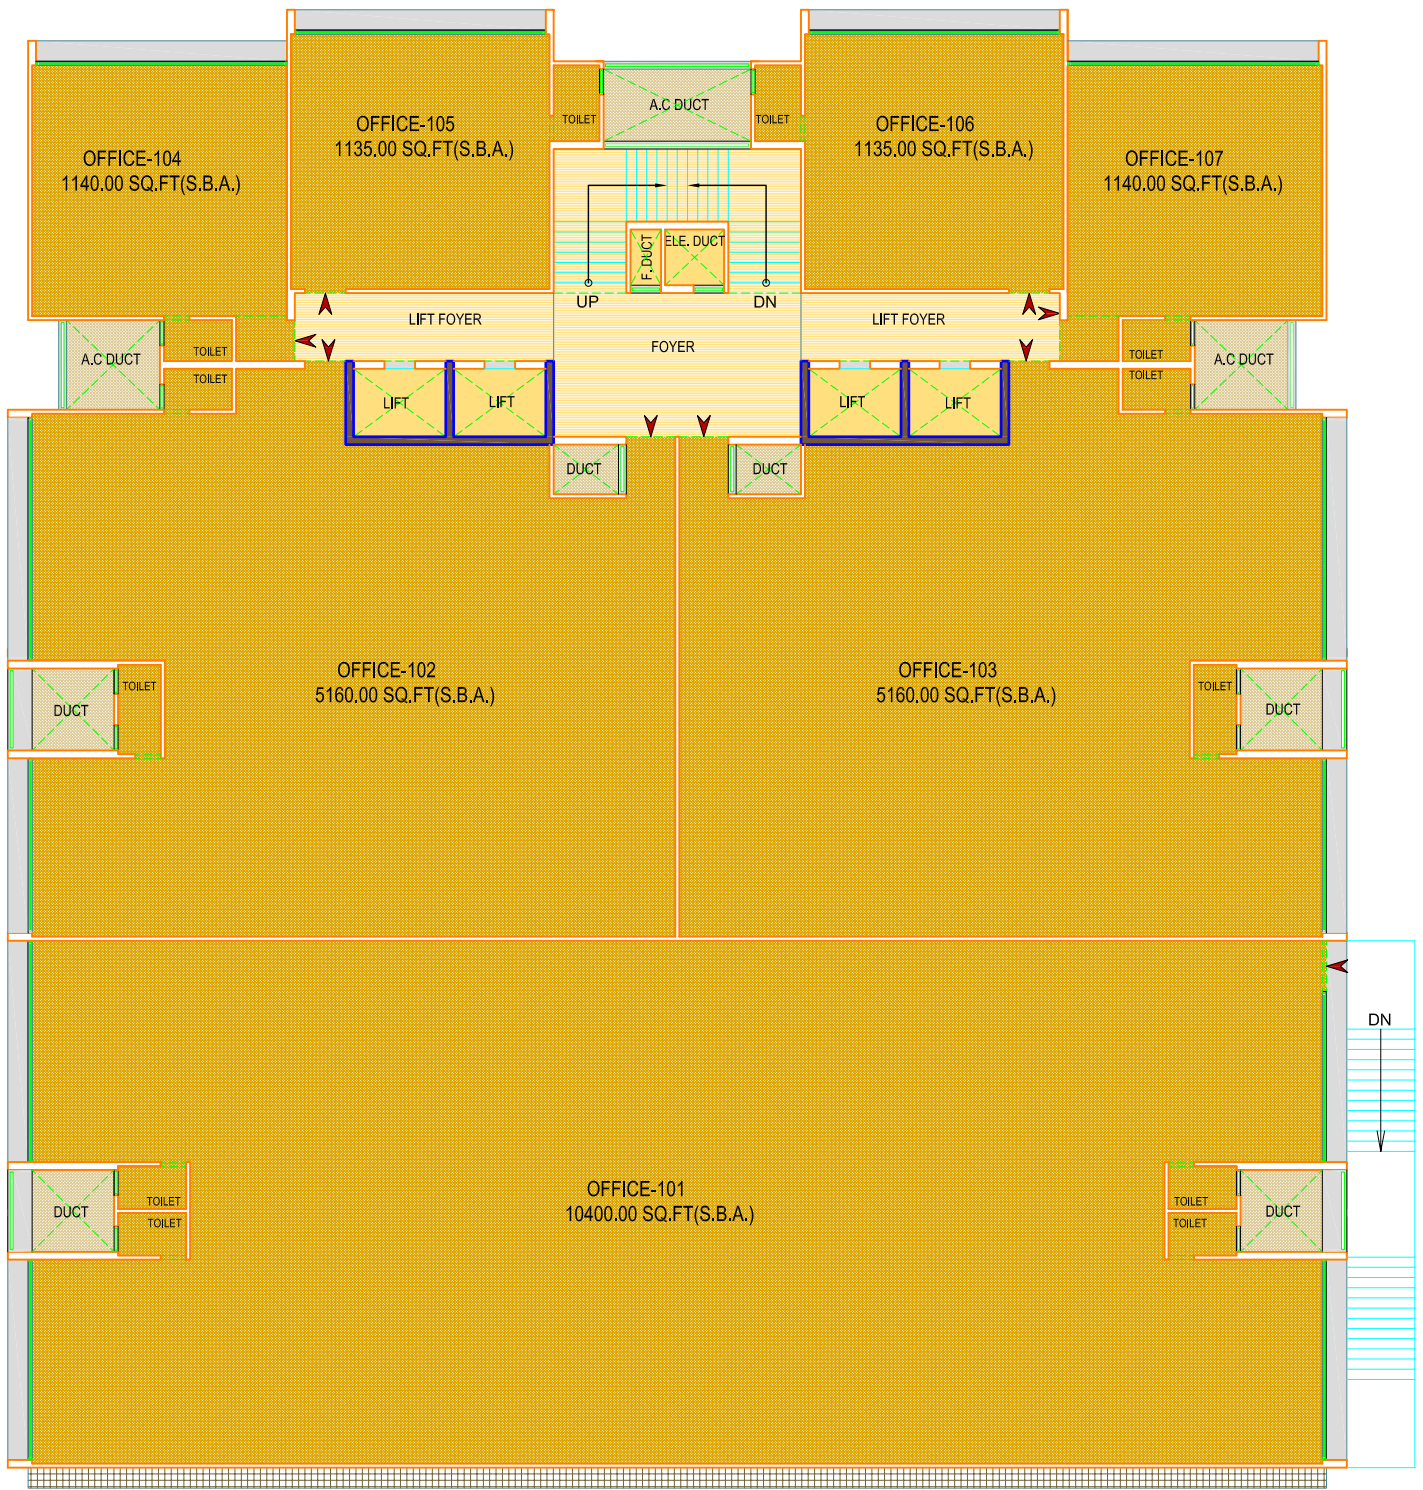 A.C DUCT
TOILET
TOILET
OFFICE-105
1135.00 SQ.FT(S.B.A.)
OFFICE-106
1135.00 SQ.FT(S.B.A.)
OFFICE-104
1140.00 SQ.FT(S.B.A.)
OFFICE-107
1140.00 SQ.FT(S.B.A.)
F. DUCT
ELE. DUCT
UP
DN
LIFT FOYER
LIFT FOYER
FOYER
A.C DUCT
TOILET
TOILET
TOILET
TOILET
A.C DUCT
LIFT
LIFT
LIFT
LIFT
DUCT
DUCT
OFFICE-102
5160.00 SQ.FT(S.B.A.)
OFFICE-103
5160.00 SQ.FT(S.B.A.)
TOILET
DUCT
TOILET
DUCT
DN
OFFICE-101
10400.00 SQ.FT(S.B.A.)
DUCT
TOILET
TOILET
TOILET
TOILET
DUCT